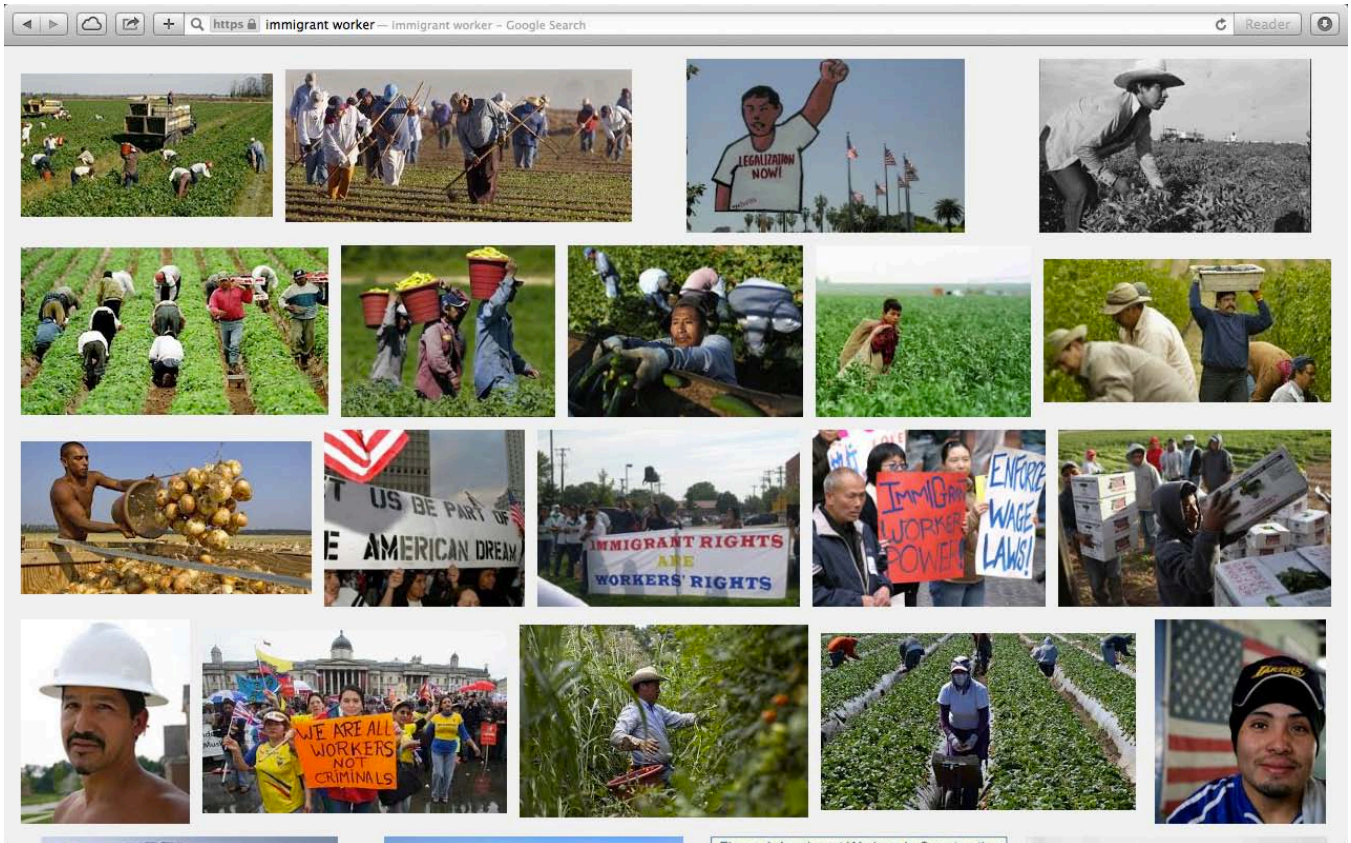 https immigrant worker — immigrant worker – Google Search
Reader
LEGALIZATION
NOW!
US BE PART OF
AMERICAN DREAM
IMMIGRANT RIGHTS
ARE
WORKERS' RIGHTS
IMMIGRANT
WORKER
POWER!
ENFORCE
WAGE
LAWS!
WE ARE ALL
WORKERS
NOT
CRIMINALS
LAKERS